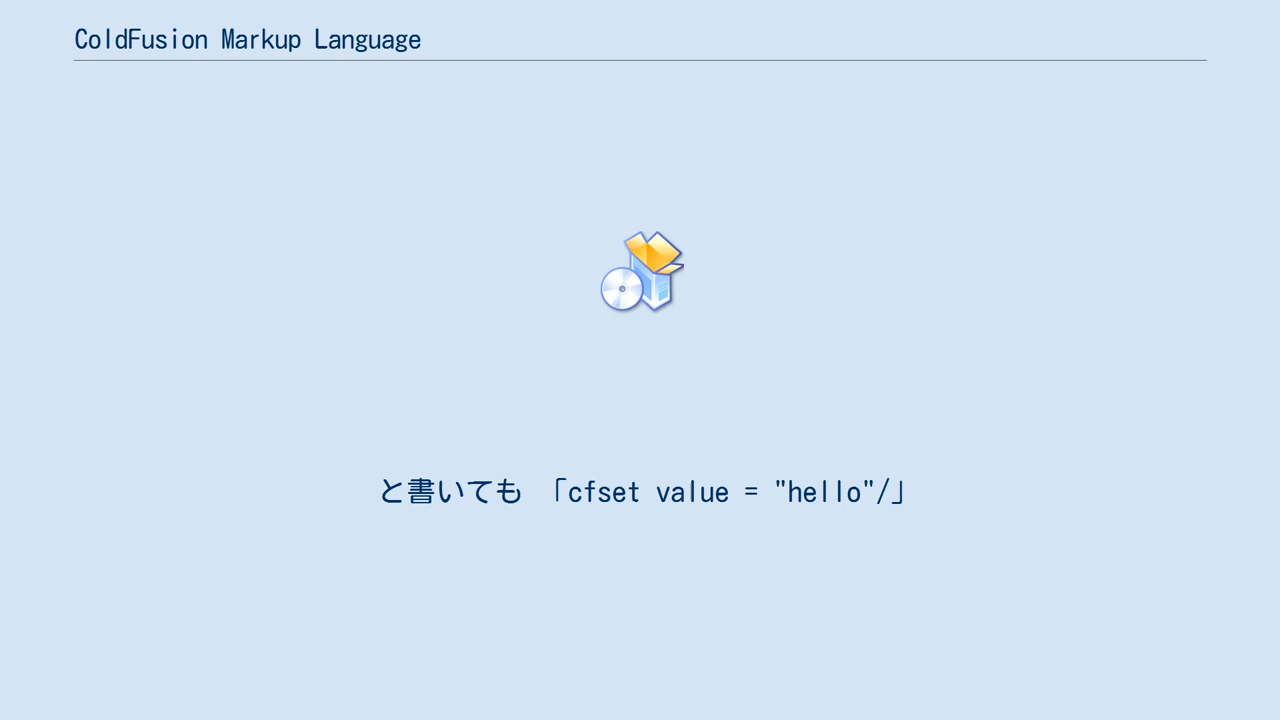 ColdFusion Markup Language
と書いても 「cfset value = "hello"/」